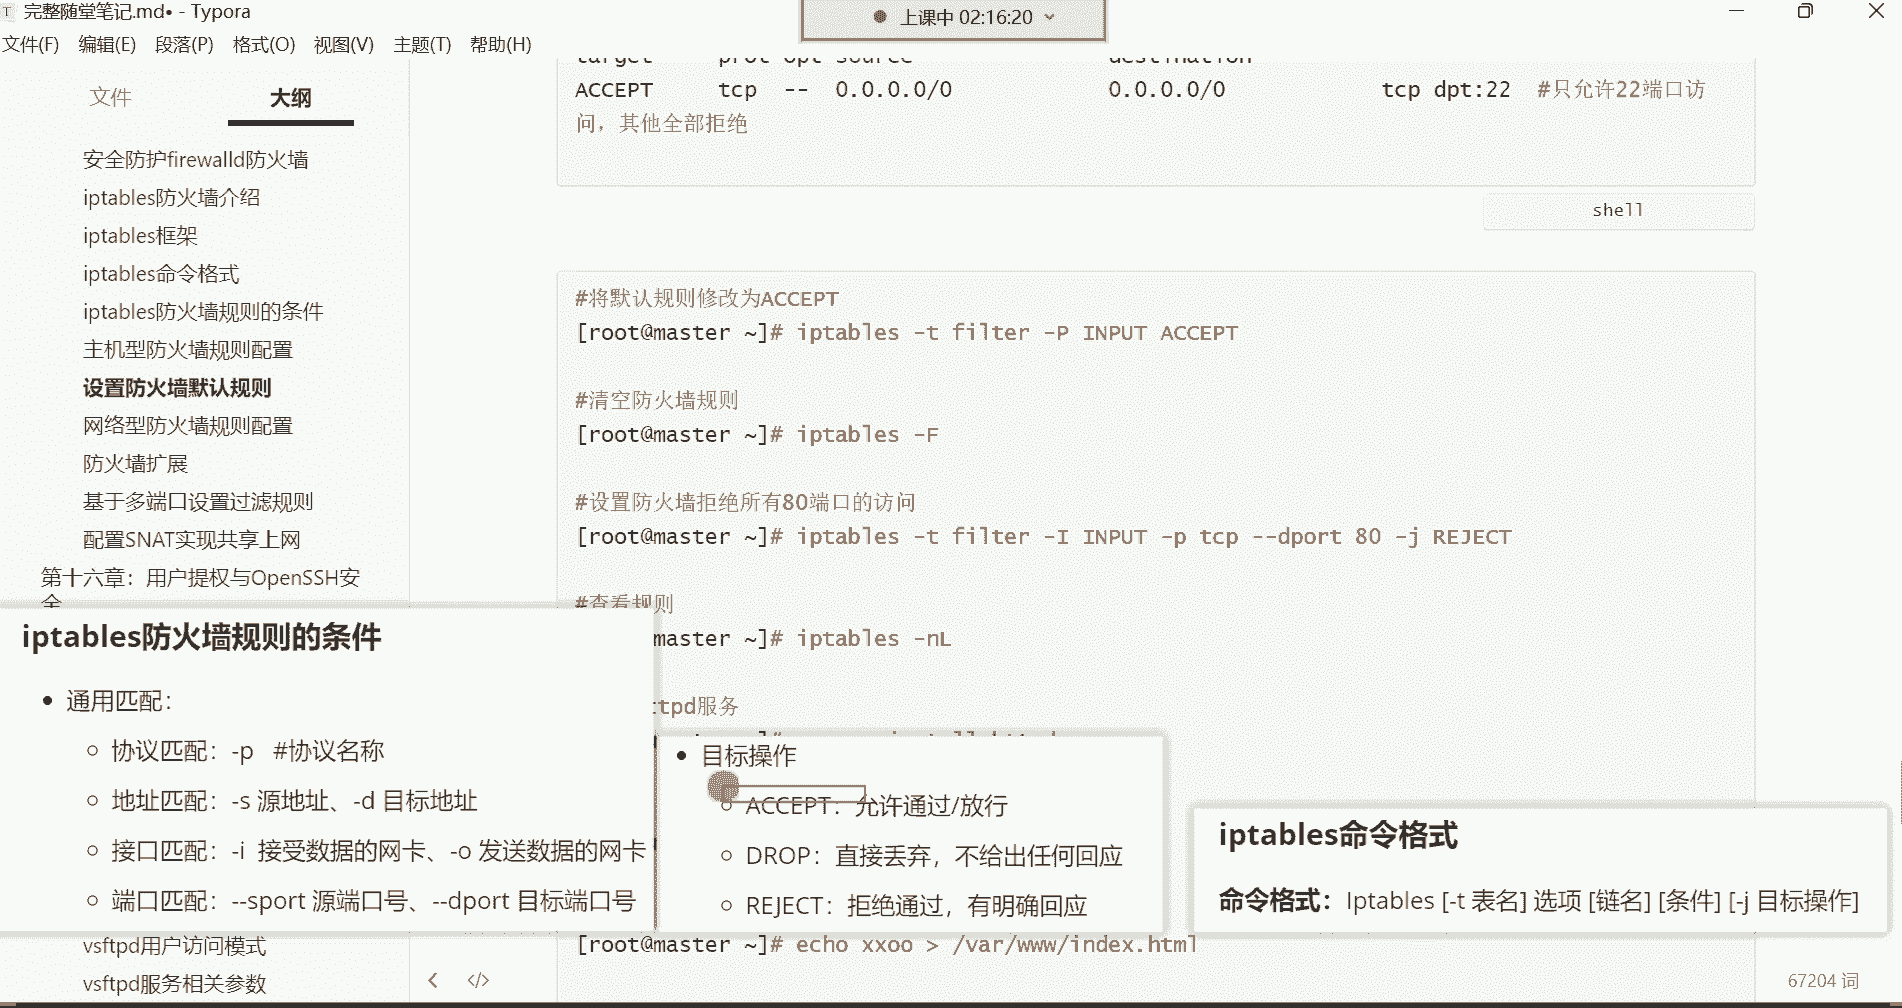 T 完整随堂笔记.md• - Typora
上课中 02:16:20
文件(F) 编辑(E) 段落(P) 格式(O) 视图(V) 主题(T) 帮助(H)
文件 大纲
安全防护firewalld防火墙
iptables防火墙介绍
iptables框架
iptables命令格式
iptables防火墙规则的条件
主机型防火墙规则配置
设置防火墙默认规则
网络型防火墙规则配置
防火墙扩展
基于多端口设置过滤规则
配置SNAT实现共享上网
第十六章：用户提权与OpenSSH安
全
vsftpd用户访问模式
vsftpd服务相关参数
target prot opt source destination
ACCEPT tcp -- 0.0.0.0/0 0.0.0.0/0 tcp dpt:22 #只允许22端口访
问，其他全部拒绝
shell
#将默认规则修改为ACCEPT
[root@master ~]# iptables -t filter -P INPUT ACCEPT
#清空防火墙规则
[root@master ~]# iptables -F
#设置防火墙拒绝所有80端口的访问
[root@master ~]# iptables -t filter -I INPUT -p tcp --dport 80 -j REJECT
#查看规则
master ~]# iptables -nL
tpd服务
[root@master ~]# echo xxoo > /var/www/index.html
iptables防火墙规则的条件
• 通用匹配：
○ 协议匹配：-p #协议名称
○ 地址匹配：-s 源地址、-d 目标地址
○ 接口匹配：-i 接受数据的网卡、-o 发送数据的网卡
○ 端口匹配：--sport 源端口号、--dport 目标端口号
• 目标操作
○ ACCEPT：允许通过/放行
○ DROP：直接丢弃，不给出任何回应
○ REJECT：拒绝通过，有明确回应
iptables命令格式
命令格式：Iptables [-t 表名] 选项 [链名] [条件] [-j 目标操作]
67204 词